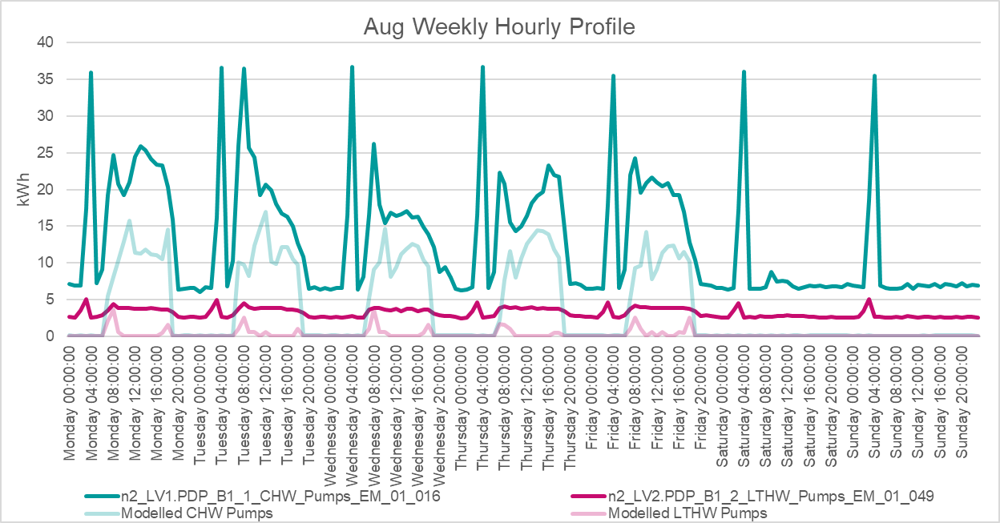 Aug Weekly Hourly Profile
40
35
30
25
20
15
10
5
0
kWh
Monday 00:00:00
Monday 04:00:00
Monday 08:00:00
Monday 12:00:00
Monday 16:00:00
Monday 20:00:00
Tuesday 00:00:00
Tuesday 04:00:00
Tuesday 08:00:00
Tuesday 12:00:00
Tuesday 16:00:00
Tuesday 20:00:00
Wednesday 00:00:00
Wednesday 04:00:00
Wednesday 08:00:00
Wednesday 12:00:00
Wednesday 16:00:00
Wednesday 20:00:00
Thursday 00:00:00
Thursday 04:00:00
Thursday 08:00:00
Thursday 12:00:00
Thursday 16:00:00
Thursday 20:00:00
Friday 00:00:00
Friday 04:00:00
Friday 08:00:00
Friday 12:00:00
Friday 16:00:00
Friday 20:00:00
Saturday 00:00:00
Saturday 04:00:00
Saturday 08:00:00
Saturday 12:00:00
Saturday 16:00:00
Saturday 20:00:00
Sunday 00:00:00
Sunday 04:00:00
Sunday 08:00:00
Sunday 12:00:00
Sunday 16:00:00
Sunday 20:00:00
n2_LV1.PDP_B1_1_CHW_Pumps_EM_01_016
n2_LV2.PDP_B1_2_LTHW_Pumps_EM_01_049
Modelled CHW Pumps
Modelled LTHW Pumps